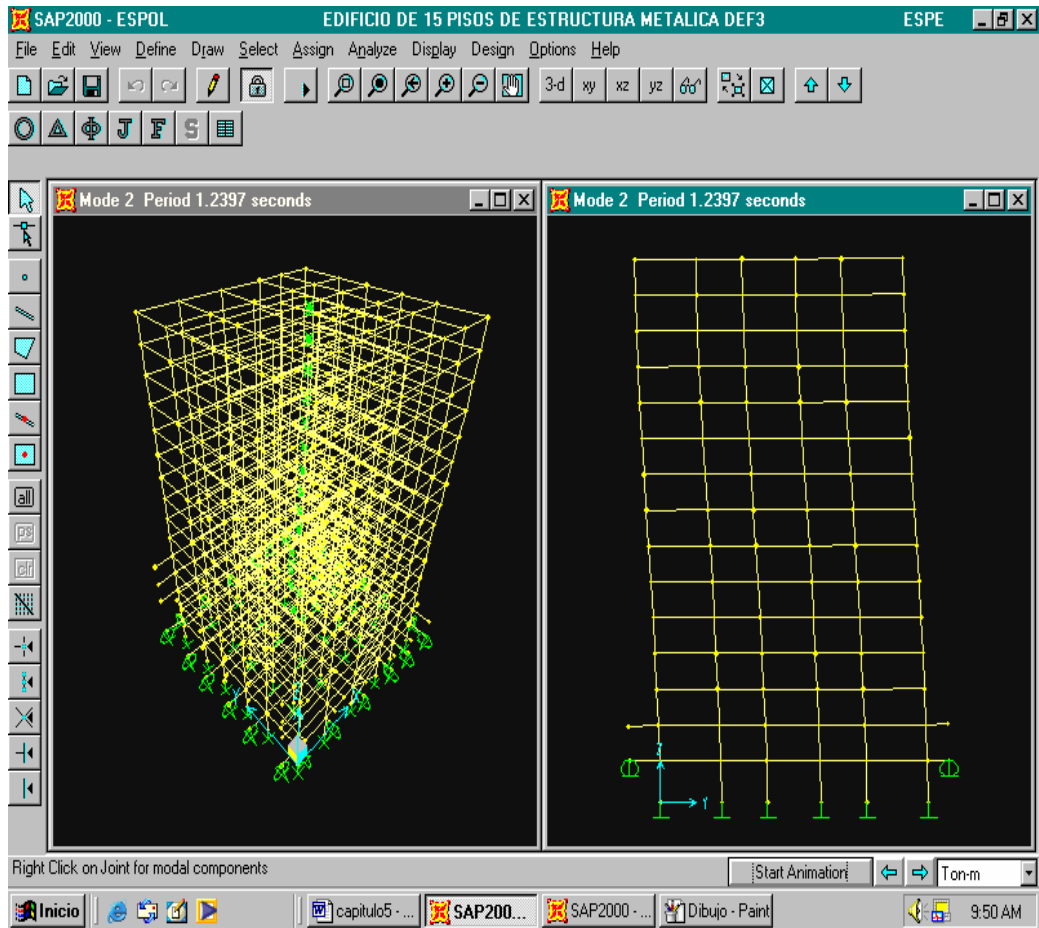 SAP2000 - ESPOL EDIFICIO DE 15 PISOS DE ESTRUCTURA METALICA DEF3 ESPE
File Edit View Define Draw Select Assign Analyze Display Design Options Help
3-d xy xz yz
J F S
Mode 2 Period 1.2397 seconds
Mode 2 Period 1.2397 seconds
all
ps
clr
Z
Y
Right Click on Joint for modal components Start Animation Ton-m
Inicio capitulo5 - ... SAP200... SAP2000 - ... Dibujo - Paint 9:50 AM